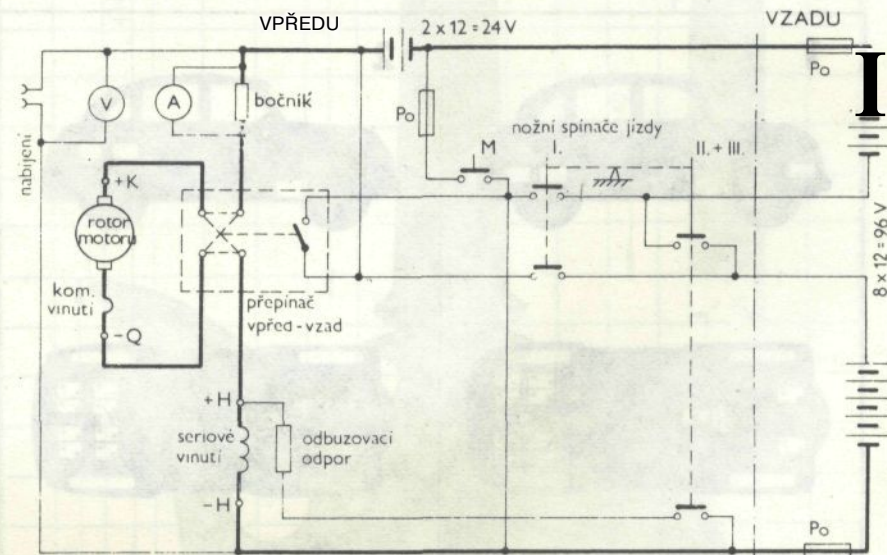 VPŘEDU
2 x 12 = 24 V
VZADU
Po
I
V
A
bočník
Po
nožní spínače jízdy
M
I.
II. + III.
nabíjení
+K
rotor
motoru
8 x 12 = 96 V
kom.
vinutí
přepínač
vpřed - vzad
-Q
+H
seriové
vinutí
odbuzovací
odpor
-H
Po